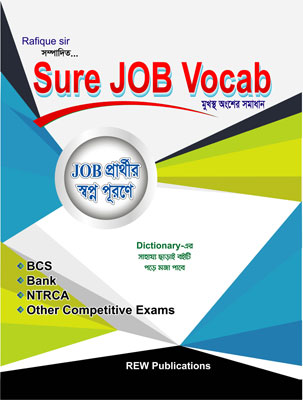 Rafique sir
সম্পাদিত...
Sure JOB Vocab
মুখস্থ অংশের সমাধান
JOB প্রার্থীর
স্বপ্ন পূরণে
Dictionary-এর
সাহায্য ছাড়াই বইটি
পড়ে মজা পাবে
BCS
Bank
NTRCA
Other Competitive Exams
REW Publications